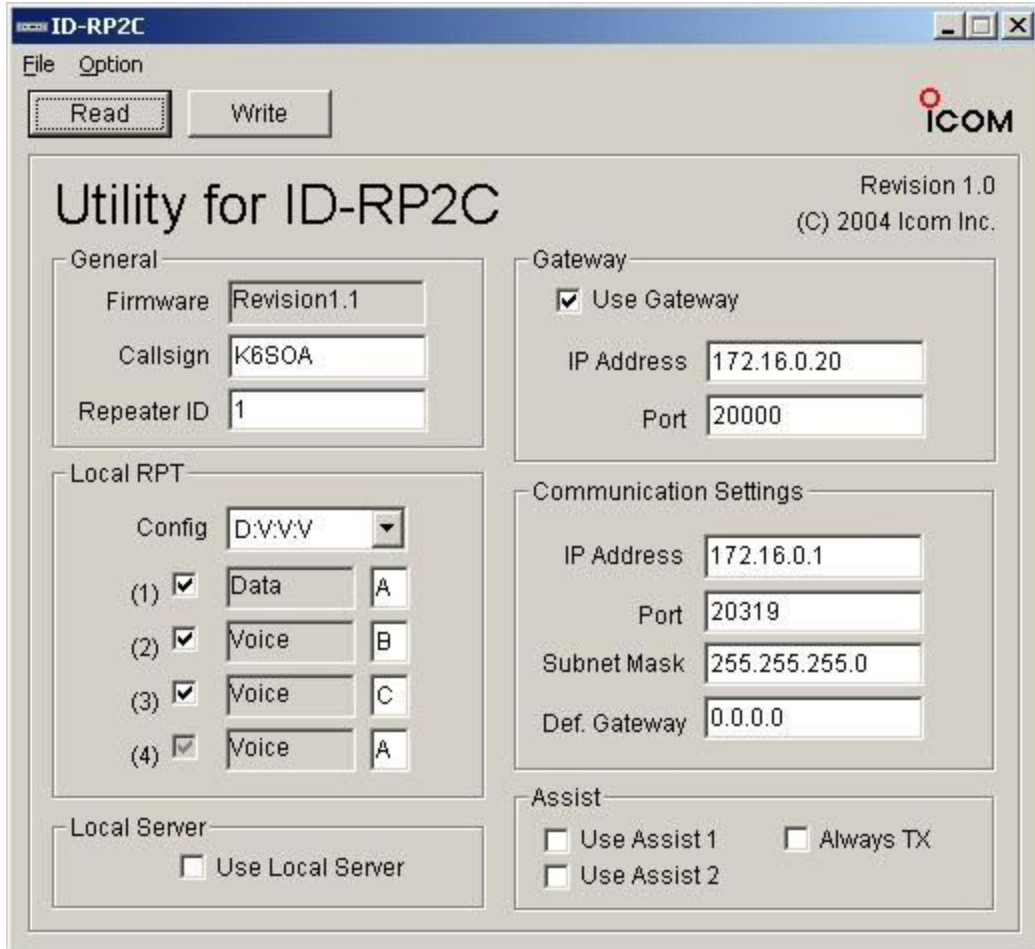 ICOM ID-RP2C
File Option
Read Write
ICOM
Utility for ID-RP2C
Revision 1.0
(C) 2004 Icom Inc.
General
Firmware Revision1.1
Callsign K6SOA
Repeater ID 1
Local RPT
Config D:V:V:V
(1) Data A
(2) Voice B
(3) Voice C
(4) Voice A
Local Server
Use Local Server
Gateway
Use Gateway
IP Address 172.16.0.20
Port 20000
Communication Settings
IP Address 172.16.0.1
Port 20319
Subnet Mask 255.255.255.0
Def. Gateway 0.0.0.0
Assist
Use Assist 1 Always TX
Use Assist 2